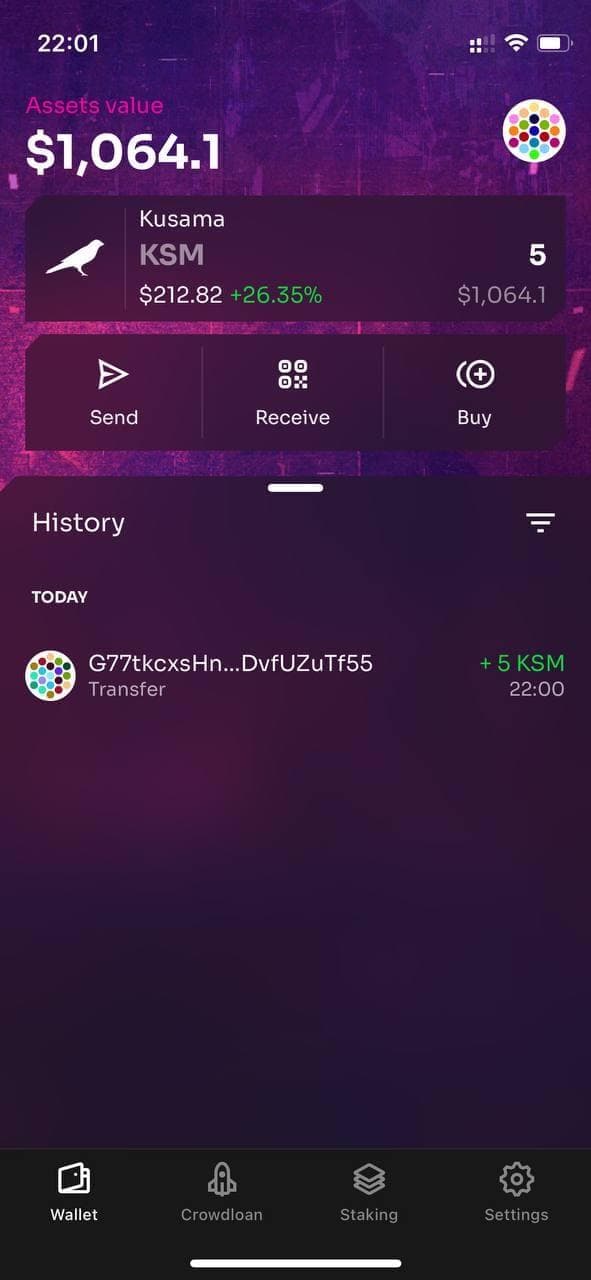 22:01
Assets value
$1,064.1
Kusama
KSM 5
$212.82 +26.35% $1,064.1
Send Receive Buy
History
TODAY
G77tkcxsHn...DvfUZuTf55 + 5 KSM
Transfer 22:00
Wallet Crowdloan Staking Settings